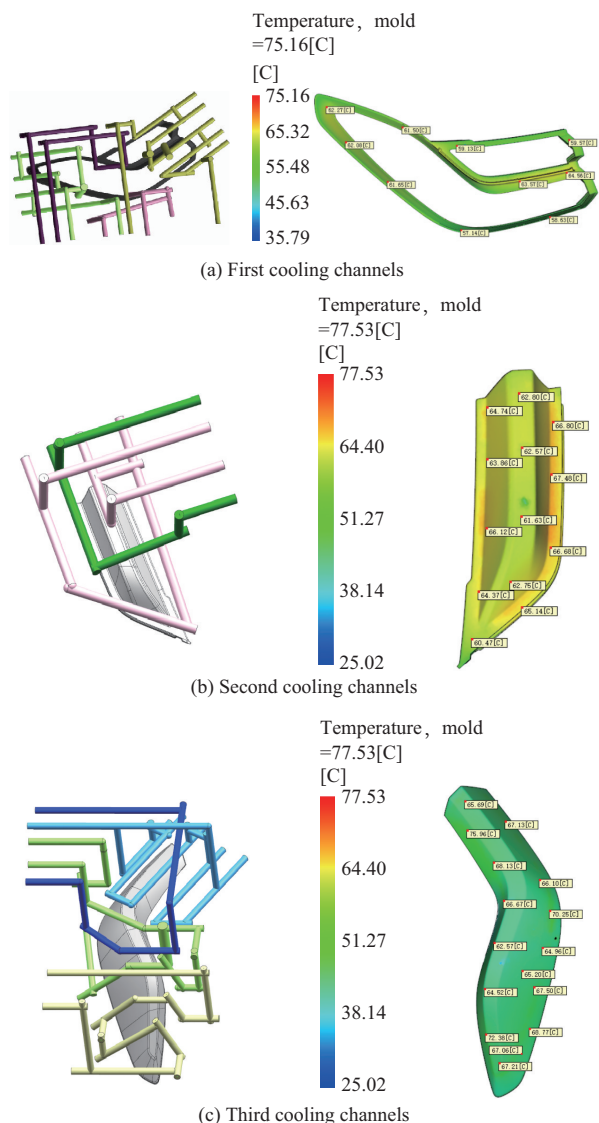 Temperature, mold
=75.16[C]
[C]
75.16
65.32
55.48
45.63
35.79
62.17[C]
61.50[C]
62.06[C]
59.13[C]
59.57[C]
64.56[C]
61.65[C]
63.57[C]
58.63[C]
57.14[C]
(a) First cooling channels
Temperature, mold
=77.53[C]
[C]
77.53
64.40
51.27
38.14
25.02
62.80[C]
64.74[C]
66.80[C]
62.57[C]
63.86[C]
67.48[C]
61.63[C]
66.12[C]
66.68[C]
62.75[C]
64.37[C]
65.14[C]
60.47[C]
(b) Second cooling channels
Temperature, mold
=77.53[C]
[C]
77.53
64.40
51.27
38.14
25.02
65.69[C]
67.13[C]
75.96[C]
68.13[C]
66.10[C]
66.67[C]
70.25[C]
62.57[C]
64.96[C]
65.20[C]
64.52[C]
67.50[C]
68.77[C]
72.38[C]
67.06[C]
67.21[C]
(c) Third cooling channels